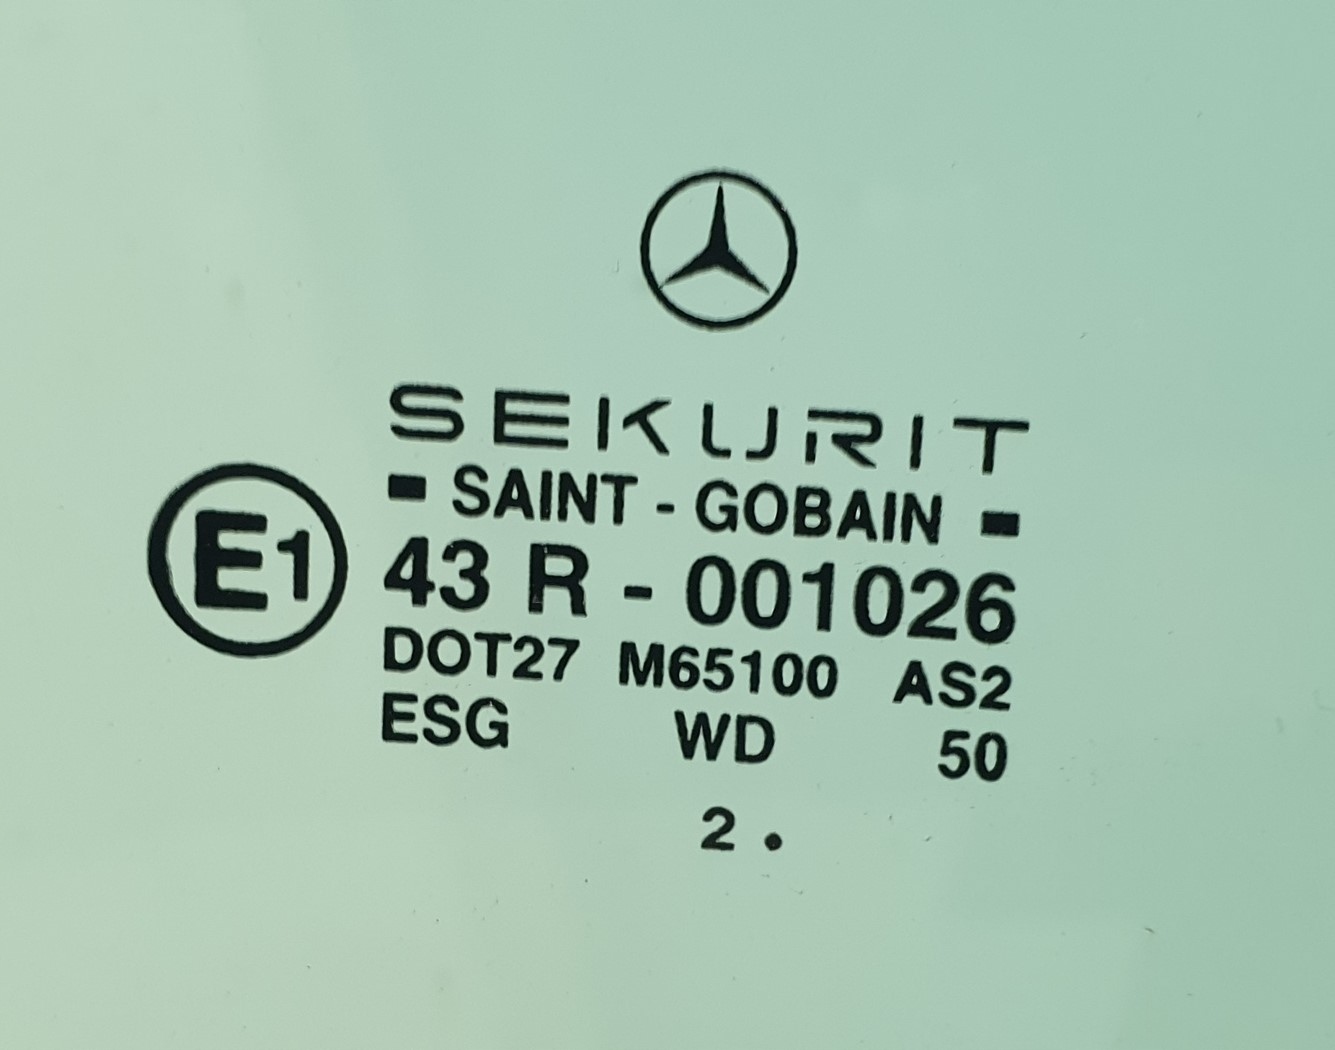 SEKURIT
- SAINT - GOBAIN -
E1 43 R - 001026
DOT27 M65100 AS2
ESG WD 50
2 .